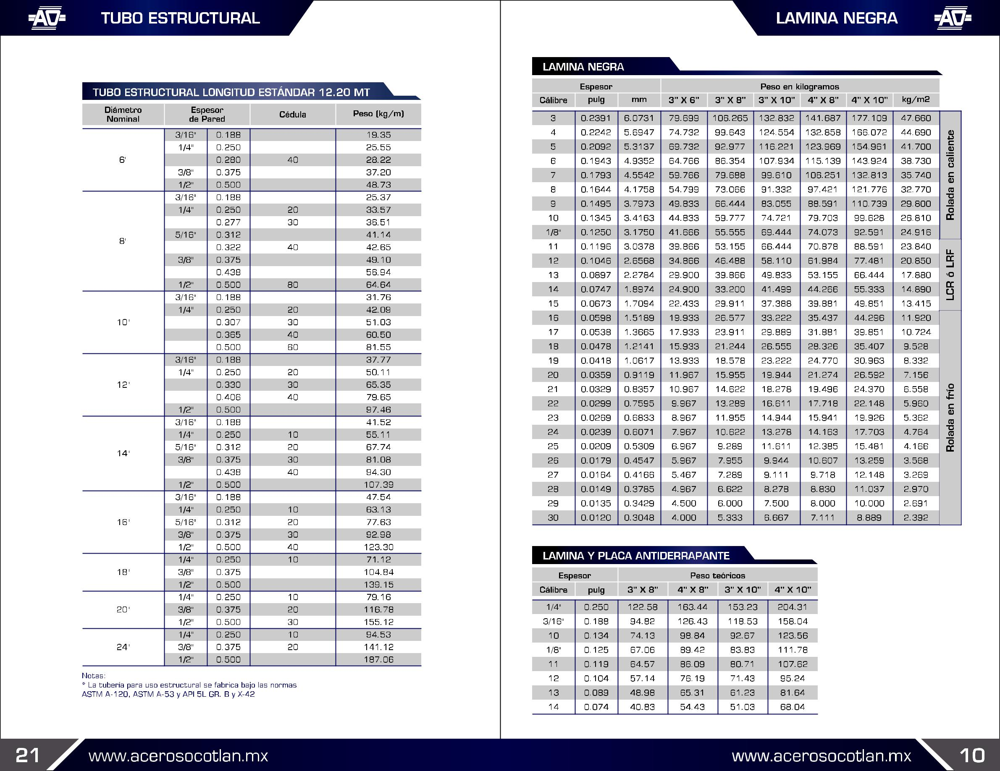 AO TUBO ESTRUCTURAL
TUBO ESTRUCTURAL LONGITUD ESTÁNDAR 12.20 MT
Diámetro Nominal Espesor de Pared Cédula Peso (kg/m)
6'
3/16" 0.188 19.35
1/4" 0.250 25.55
0.280 40 28.22
3/8" 0.375 37.20
1/2" 0.500 48.73
8'
3/16" 0.188 25.37
1/4" 0.250 20 33.57
0.277 30 36.51
5/16" 0.312 41.14
0.322 40 42.65
3/8" 0.375 49.10
0.438 56.94
1/2" 0.500 80 64.64
10'
3/16" 0.188 31.76
1/4" 0.250 20 42.09
0.307 30 51.03
0.365 40 60.50
0.500 60 81.55
12'
3/16" 0.188 37.77
1/4" 0.250 20 50.11
0.330 30 65.35
0.406 40 79.65
1/2" 0.500 97.46
14'
3/16" 0.188 41.52
1/4" 0.250 10 55.11
5/16" 0.312 20 67.74
3/8" 0.375 30 81.08
0.438 40 94.30
1/2" 0.500 107.39
16'
3/16" 0.188 47.54
1/4" 0.250 10 63.13
5/16" 0.312 20 77.63
3/8" 0.375 30 92.98
1/2" 0.500 40 123.30
18'
1/4" 0.250 10 71.12
3/8" 0.375 104.84
1/2" 0.500 139.15
20'
1/4" 0.250 10 79.16
3/8" 0.375 20 116.78
1/2" 0.500 30 155.12
24'
1/4" 0.250 10 94.53
3/8" 0.375 20 141.12
1/2" 0.500 187.06
Notas:
* La tubería para uso estructural se fabrica bajo las normas
ASTM A-120, ASTM A-53 y API 5L GR. B y X-42
21 www.acerosocotlan.mx
LAMINA NEGRA AO
LAMINA NEGRA
Espesor Peso en kilogramos
Cálibre pulg mm 3" X 6" 3" X 8" 3" X 10" 4" X 8" 4" X 10" kg/m2
3 0.2391 6.0731 79.699 106.265 132.832 141.687 177.109 47.660
4 0.2242 5.6947 74.732 99.643 124.554 132.858 166.072 44.690
5 0.2092 5.3137 69.732 92.977 116.221 123.969 154.961 41.700
6 0.1943 4.9352 64.766 86.354 107.934 115.139 143.924 38.730
7 0.1793 4.5542 59.766 79.688 99.610 106.251 132.813 35.740
8 0.1644 4.1758 54.799 73.066 91.332 97.421 121.776 32.770
9 0.1495 3.7973 49.833 66.444 83.055 88.591 110.739 29.800
10 0.1345 3.4163 44.833 59.777 74.721 79.703 99.628 26.810
1/8" 0.1250 3.1750 41.666 55.555 69.444 74.073 92.591 24.916
Rolada en caliente
11 0.1196 3.0378 39.866 53.155 66.444 70.878 88.591 23.840
12 0.1046 2.6568 34.866 46.488 58.110 61.984 77.481 20.850
13 0.0897 2.2784 29.900 39.866 49.833 53.155 66.444 17.880
14 0.0747 1.8974 24.900 33.200 41.499 44.266 55.333 14.890
15 0.0673 1.7094 22.433 29.911 37.388 39.881 49.851 13.415
LCR ó LRF
16 0.0598 1.5189 19.933 26.577 33.222 35.437 44.296 11.920
17 0.0538 1.3665 17.933 23.911 29.889 31.881 39.851 10.724
18 0.0478 1.2141 15.933 21.244 26.555 28.326 35.407 9.528
19 0.0418 1.0617 13.933 18.578 23.222 24.770 30.963 8.332
20 0.0359 0.9119 11.967 15.955 19.944 21.274 26.592 7.156
21 0.0329 0.8357 10.967 14.622 18.278 19.496 24.370 6.558
22 0.0299 0.7595 9.967 13.289 16.611 17.718 22.148 5.960
23 0.0269 0.6833 8.967 11.955 14.944 15.941 19.926 5.362
24 0.0239 0.6071 7.967 10.622 13.278 14.163 17.703 4.764
25 0.0209 0.5309 6.967 9.289 11.611 12.385 15.481 4.166
26 0.0179 0.4547 5.967 7.955 9.944 10.607 13.259 3.568
27 0.0164 0.4166 5.467 7.289 9.111 9.718 12.148 3.269
28 0.0149 0.3785 4.967 6.622 8.278 8.830 11.037 2.970
29 0.0135 0.3429 4.500 6.000 7.500 8.000 10.000 2.691
30 0.0120 0.3048 4.000 5.333 6.667 7.111 8.889 2.392
Rolada en frío
LAMINA Y PLACA ANTIDERRAPANTE
Espesor Peso teóricos
Cálibre pulg 3" X 8" 4" X 8" 3" X 10" 4" X 10"
1/4" 0.250 122.58 163.44 153.23 204.31
3/16" 0.188 94.82 126.43 118.53 158.04
10 0.134 74.13 98.84 92.67 123.56
1/8" 0.125 67.06 89.42 83.83 111.78
11 0.119 64.57 86.09 80.71 107.62
12 0.104 57.14 76.19 71.43 95.24
13 0.089 48.98 65.31 61.23 81.64
14 0.074 40.83 54.43 51.03 68.04
www.acerosocotlan.mx 10